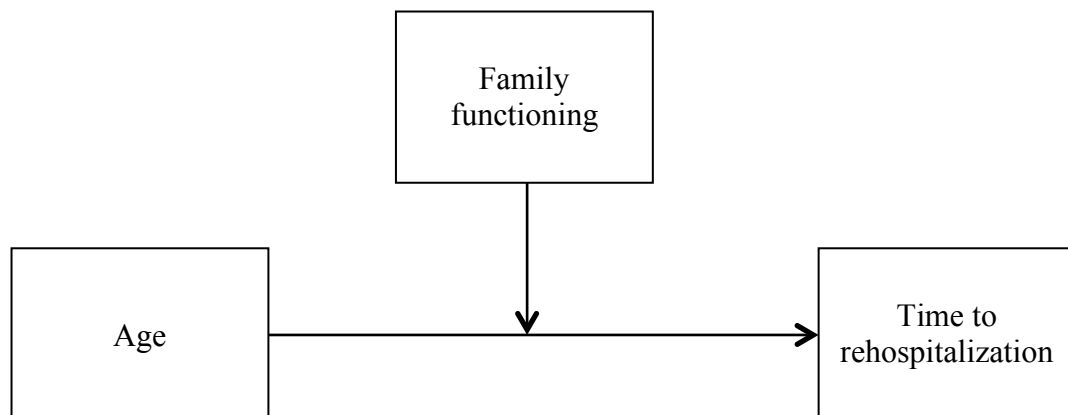 Family
functioning
Age
Time to
rehospitalization